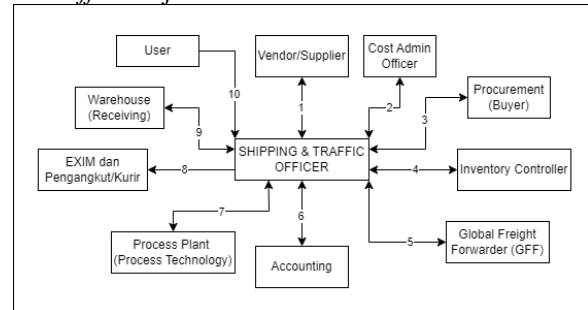 User
Vendor/Supplier
Cost Admin
Officer
Procurement
(Buyer)
Warehouse
(Receiving)
10
1
2
3
9
SHIPPING & TRAFFIC
OFFICER
EXIM dan
Pengangkut/Kurir
8
4
Inventory Controller
7
6
5
Process Plant
(Process Technology)
Accounting
Global Freight
Forwarder (GFF)